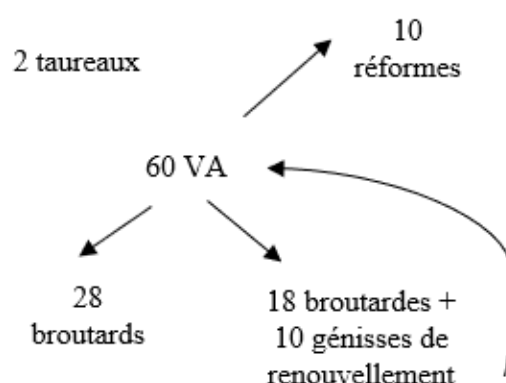 2 taureaux
10
réformes
60 VA
28
broutards
18 broutardes +
10 génisses de
renouvellement